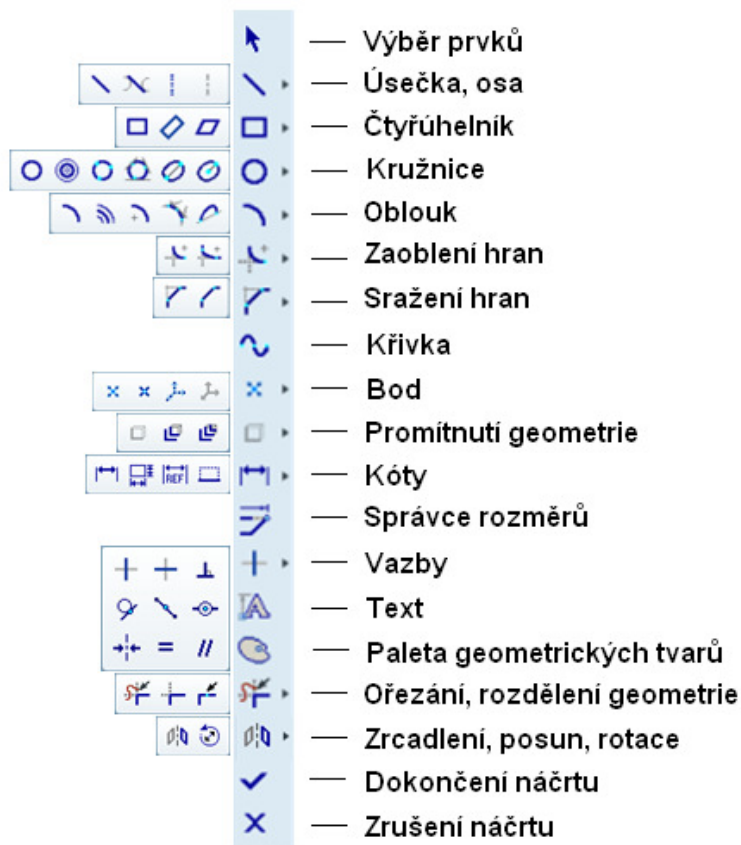 Výběr prvků
Úsečka, osa
Čtyřúhelník
Kružnice
Oblouk
Zaoblení hran
Sražení hran
Křivka
Bod
Promítnutí geometrie
REF
Kóty
Správce rozměrů
Vazby
Text
Paleta geometrických tvarů
Ořezání, rozdělení geometrie
Zrcadlení, posun, rotace
Dokončení náčrtu
Zrušení náčrtu